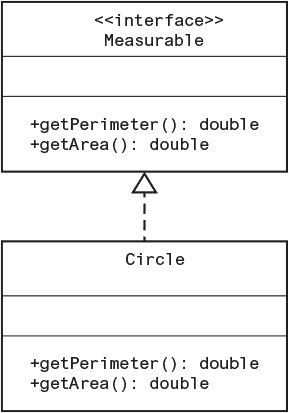 <<interface>>
Measurable
+getPerimeter(): double
+getArea(): double
Circle
+getPerimeter(): double
+getArea(): double